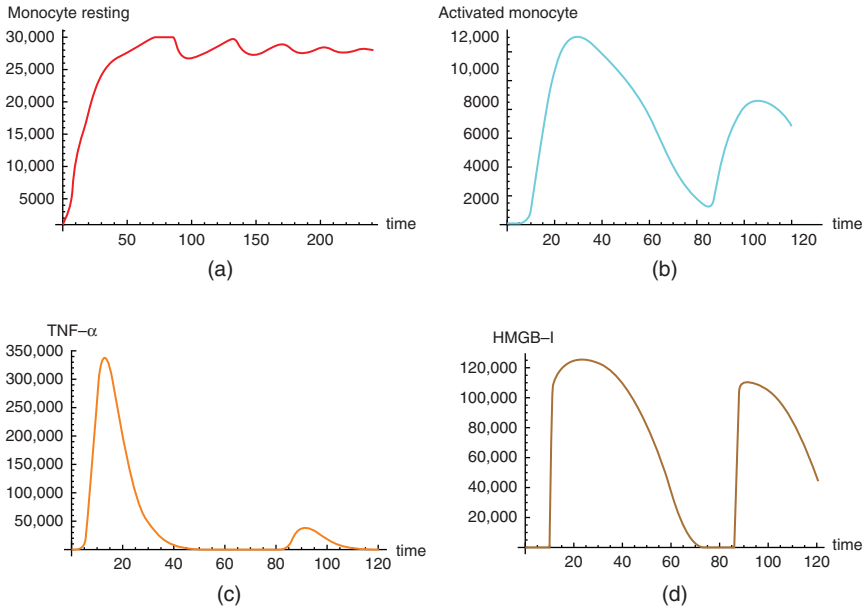 Monocyte resting
30,000
25,000
20,000
15,000
10,000
5000
50 100 150 200
time
(a)
Activated monocyte
12,000
10,000
8000
6000
4000
2000
20 40 60 80 100 120
time
(b)
TNF–α
350,000
300,000
250,000
200,000
150,000
100,000
50,000
20 40 60 80 100 120
time
(c)
HMGB–I
120,000
100,000
80,000
60,000
40,000
20,000
20 40 60 80 100 120
time
(d)